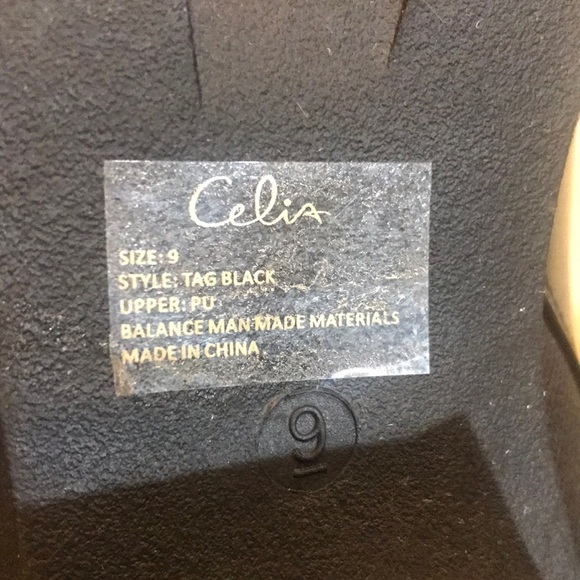 Celia
SIZE: 9
STYLE: TAG BLACK
UPPER: PU
BALANCE MAN MADE MATERIALS
MADE IN CHINA
9